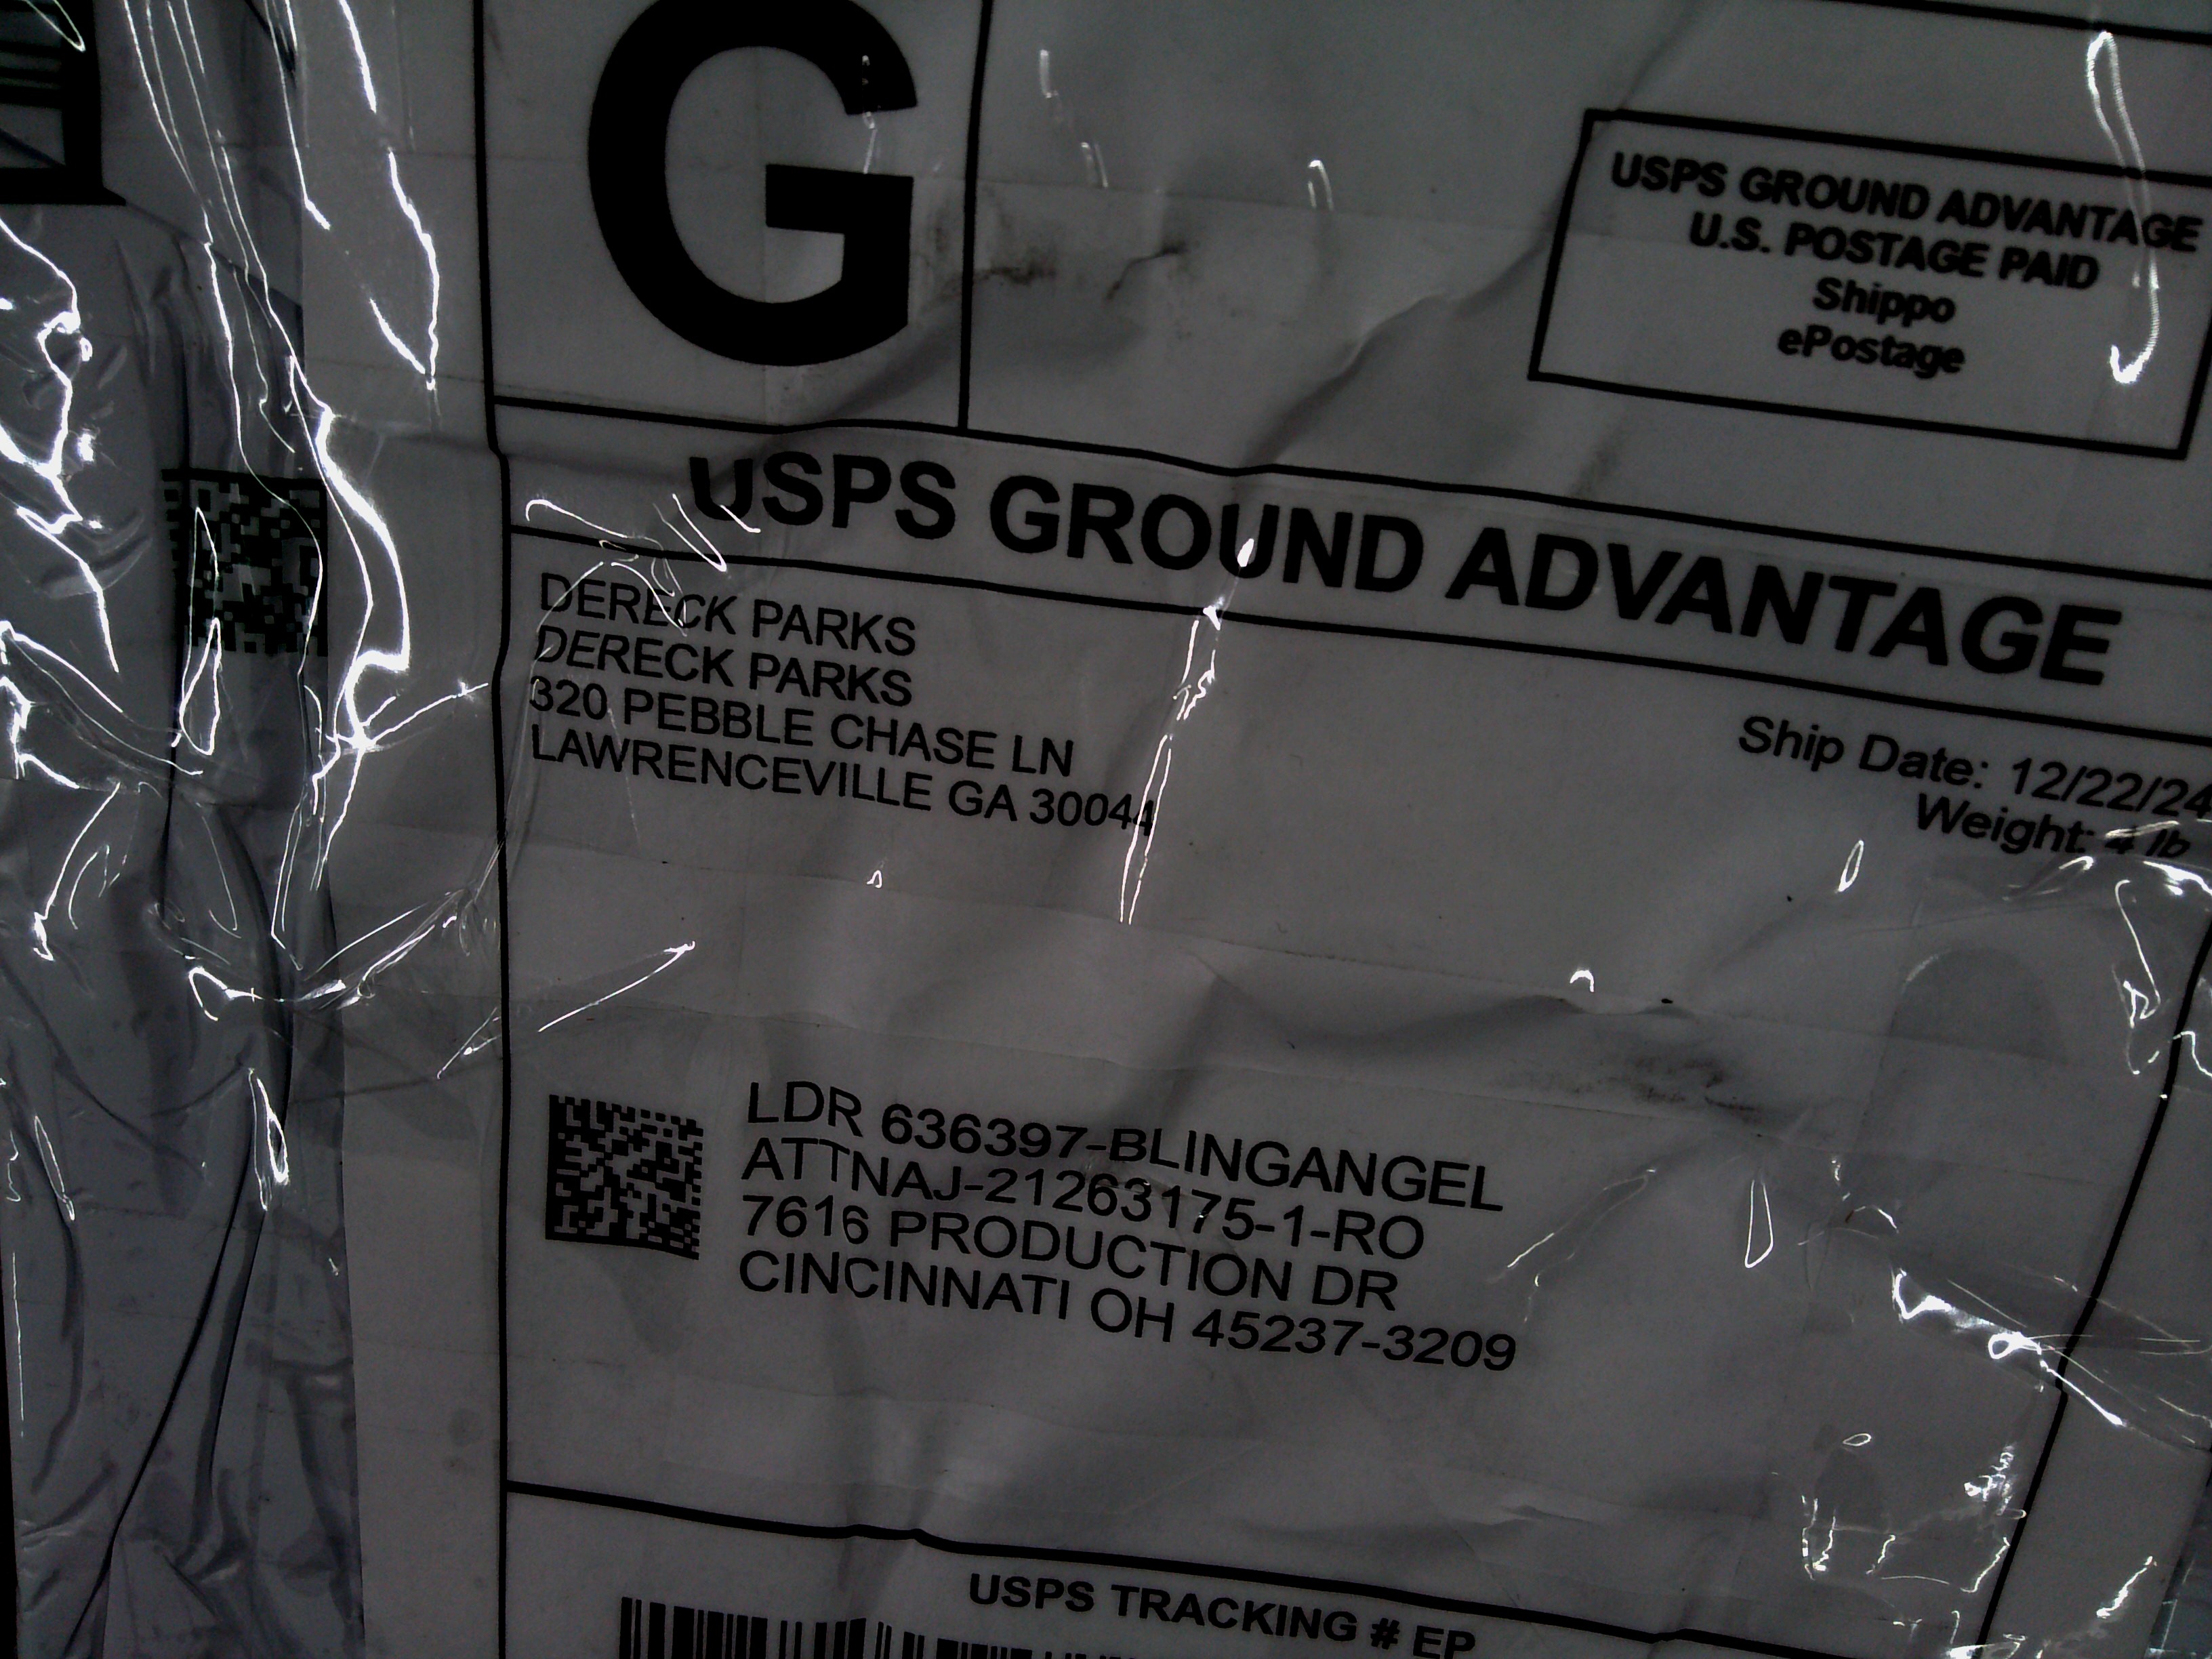 G
USPS GROUND ADVANTAGE
U.S. POSTAGE PAID
Shippo
ePostage
USPS GROUND ADVANTAGE
DERECK PARKS
DERECK PARKS
320 PEBBLE CHASE LN
LAWRENCEVILLE GA 30044
Ship Date: 12/22/24
Weight: 4 lb
LDR 636397-BLINGANGEL
ATTNAJ-21263175-1-RO
7616 PRODUCTION DR
CINCINNATI OH 45237-3209
USPS TRACKING # EP